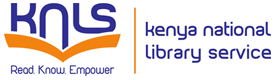 KNLS
Read. Know. Empower
kenya national
library service